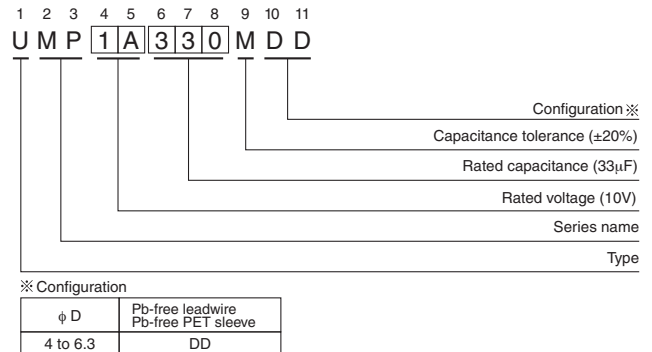 1 2 3 4 5 6 7 8 9 10 11
U M P 1 A 3 3 0 M D D
Configuration※
Capacitance tolerance (±20%)
Rated capacitance (33µF)
Rated voltage (10V)
Series name
Type
※ Configuration
ϕ D
Pb-free leadwire
Pb-free PET sleeve
4 to 6.3 DD